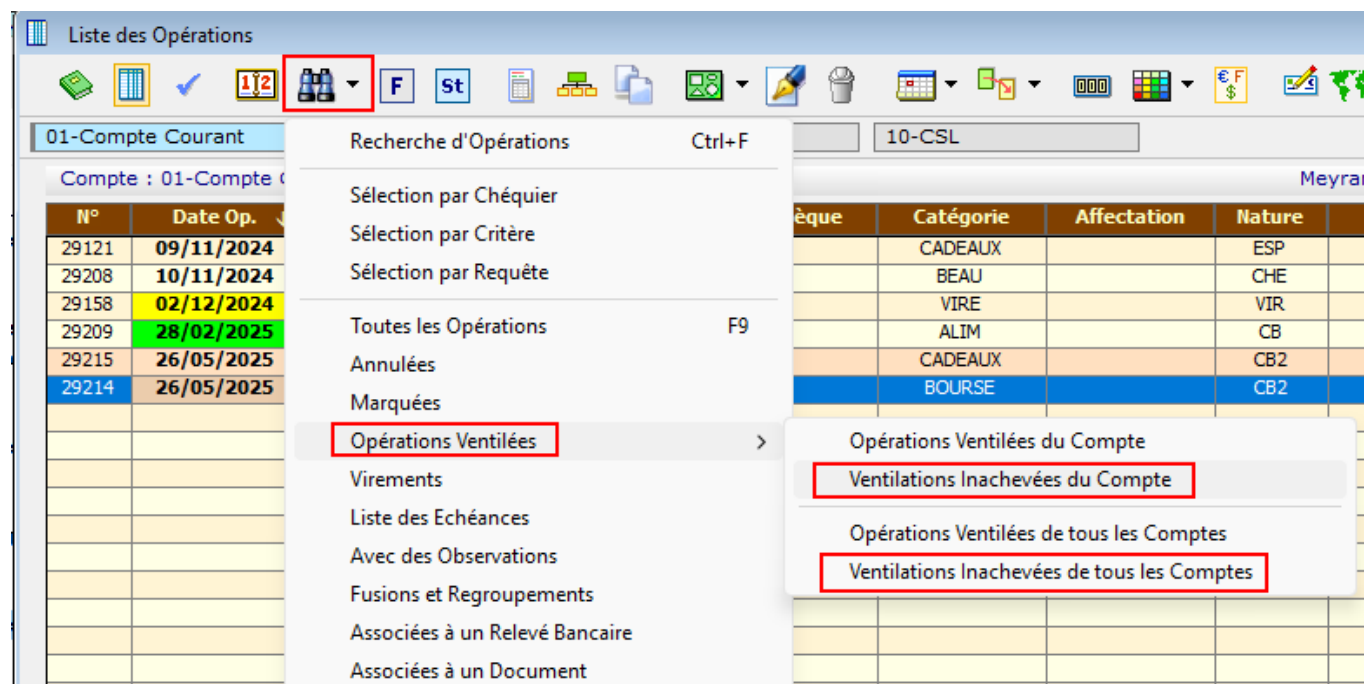 Liste des Opérations
1 2 F St 000 € F $
01-Compte Courant 10-CSL
Compte : 01-Compte
N° Date Op. èque Catégorie Affectation Nature
29121 09/11/2024 CADEAUX ESP
29208 10/11/2024 BEAU CHE
29158 02/12/2024 VIRE VIR
29209 28/02/2025 ALIM CB
29215 26/05/2025 CADEAUX CB2
29214 26/05/2025 BOURSE CB2
Recherche d'Opérations Ctrl+F
Sélection par Chéquier
Sélection par Critère
Sélection par Requête
Toutes les Opérations F9
Annulées
Marquées
Opérations Ventilées
Virements
Liste des Echéances
Avec des Observations
Fusions et Regroupements
Associées à un Relevé Bancaire
Associées à un Document
Opérations Ventilées du Compte
Ventilations Inachevées du Compte
Opérations Ventilées de tous les Comptes
Ventilations Inachevées de tous les Comptes